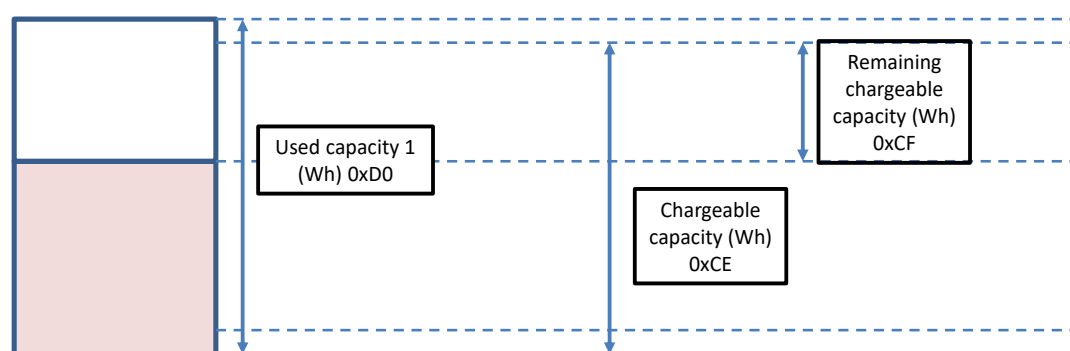 Remaining
chargeable
capacity (Wh)
0xCF
Used capacity 1
(Wh) 0xD0
Chargeable
capacity (Wh)
0xCE